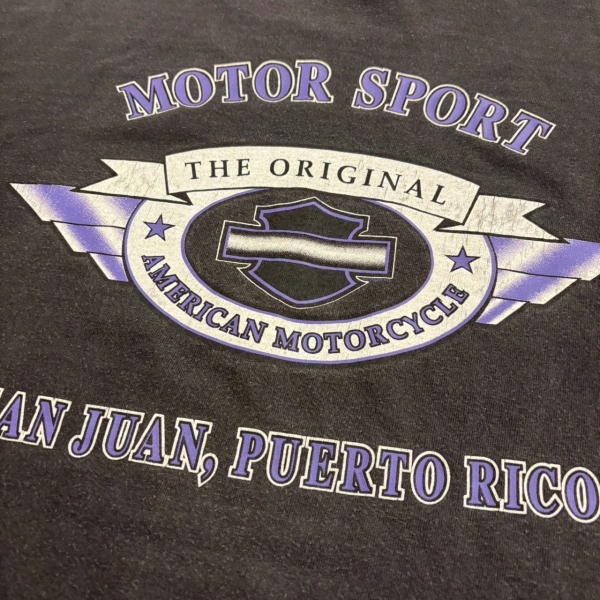 MOTOR SPORT
THE ORIGINAL
AMERICAN MOTORCYCLE
AN JUAN, PUERTO RICO